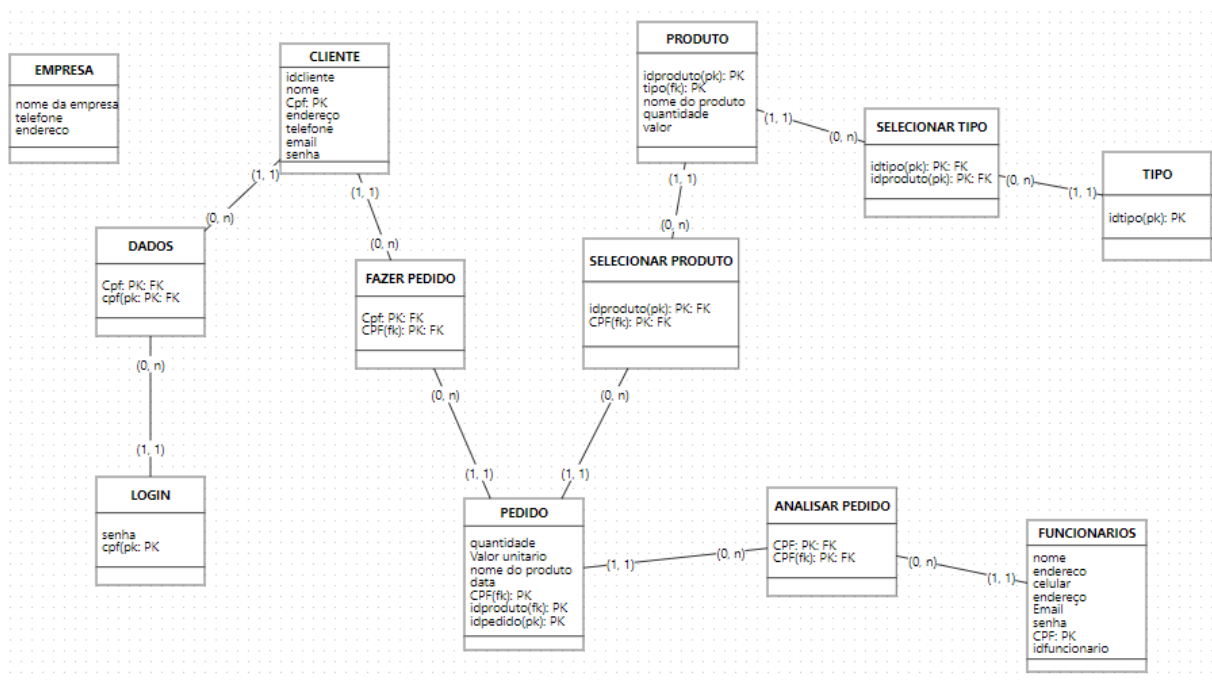 EMPRESA
nome da empresa
telefone
endereco
CLIENTE
idcliente
nome
Cpf: PK
endereço
telefone
email
senha
PRODUTO
idproduto(pk): PK
tipo(fk): PK
nome do produto
quantidade
valor
(1, 1)
(0, n)
SELECIONAR TIPO
idtipo(pk): PK: FK
idproduto(pk): PK: FK
(0, n)
(1, 1)
TIPO
idtipo(pk): PK
(1, 1)
(0, n)
(1, 1)
(0, n)
(1, 1)
(0, n)
DADOS
Cpf: PK: FK
cpf(pk: PK: FK
FAZER PEDIDO
Cpf: PK: FK
CPF(fk): PK: FK
SELECIONAR PRODUTO
idproduto(pk): PK: FK
CPF(fk): PK: FK
(0, n)
(1, 1)
(0, n)
(1, 1)
(0, n)
(1, 1)
LOGIN
senha
cpf(pk: PK
PEDIDO
quantidade
Valor unitario
nome do produto
data
CPF(fk): PK
idproduto(fk): PK
idpedido(pk): PK
(1, 1)
(0, n)
ANALISAR PEDIDO
CPF: PK: FK
CPF(fk): PK: FK
(0, n)
(1, 1)
FUNCIONARIOS
nome
endereco
celular
endereço
Email
senha
CPF: PK
idfuncionario